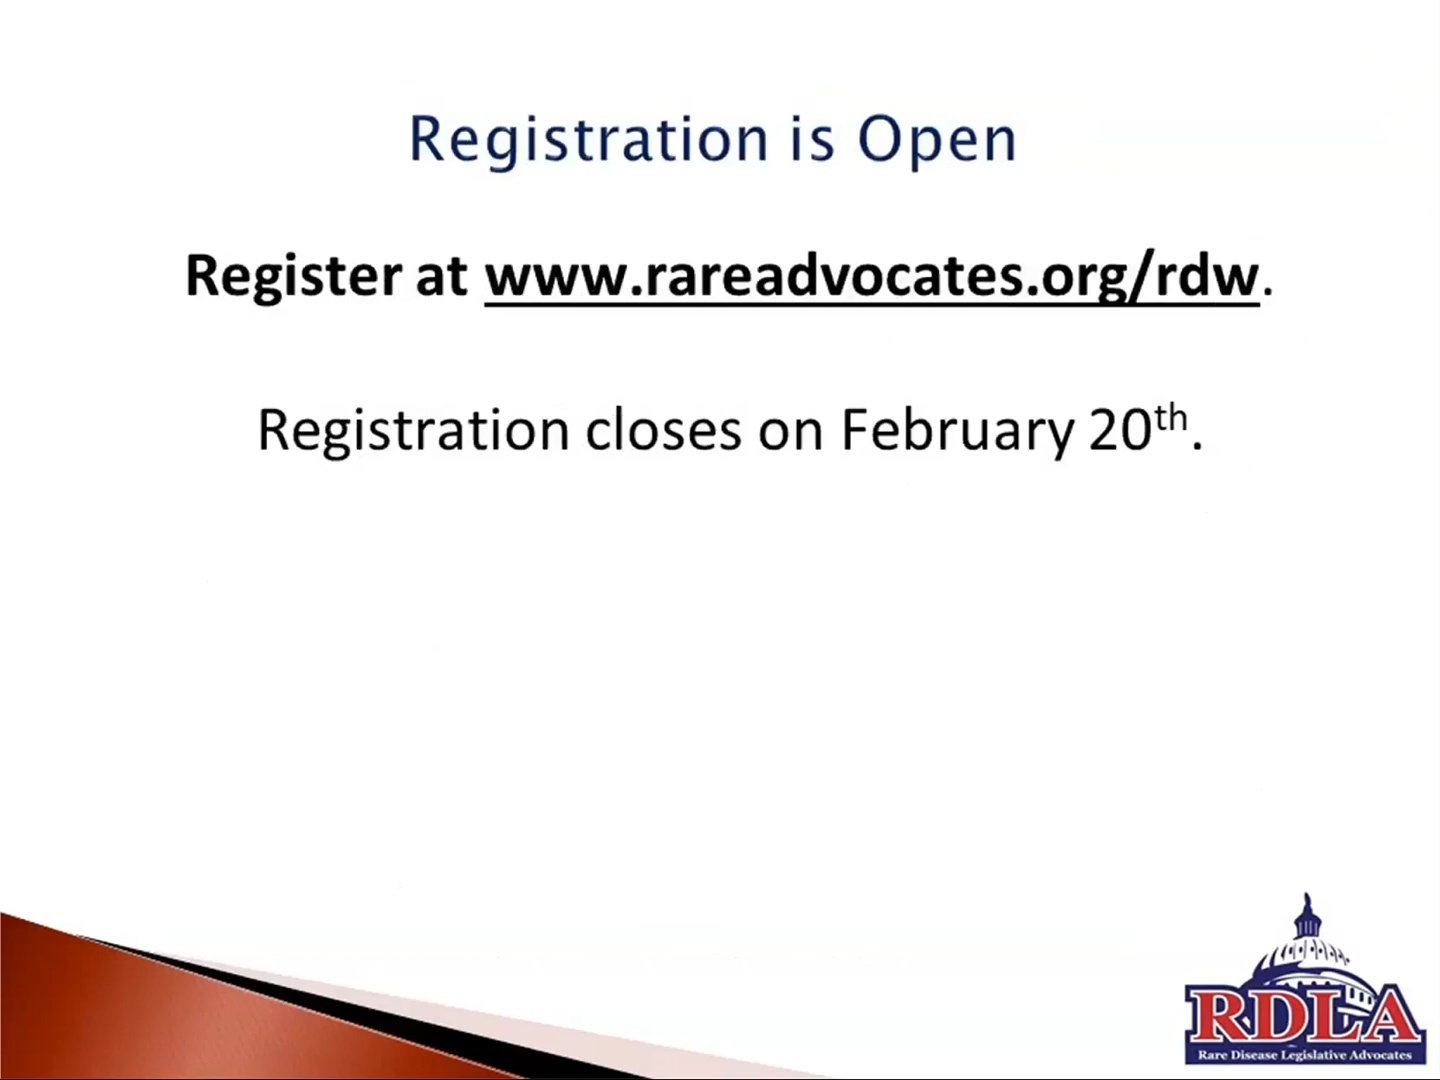 Registration is Open
Register at www.rareadvocates.org/rdw.
Registration closes on February 20th.
RDLA
Rare Disease Legislative Advocates